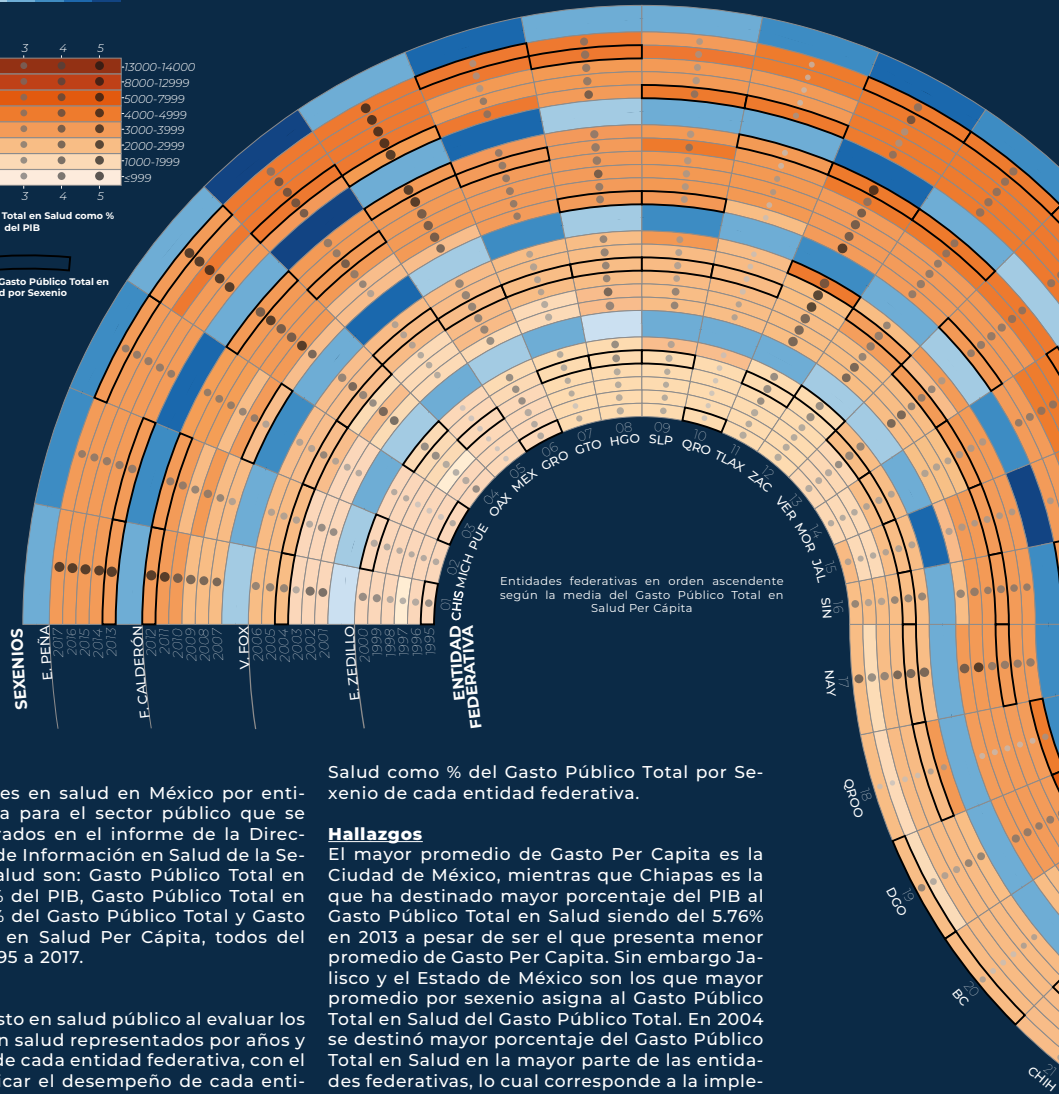 3 4 5
13000-14000
8000-12999
5000-7999
4000-4999
3000-3999
2000-2999
1000-1999
≤999
3 4 5
Total en Salud como %
del PIB
Gasto Público Total en
d por Sexenio
SEXENIOS
E. PEÑA
2017
2016
2015
2014
2013
F. CALDERÓN
2012
2011
2010
2009
2008
2007
V. FOX
2006
2005
2004
2003
2002
2001
E. ZEDILLO
2000
1999
1998
1997
1996
1995
ENTIDAD
FEDERATIVA
01 CHIS
02 MICH
03 PUE
04 OAX
05 MEX
06 GRO
07 GTO
08 HGO
09 SLP
10 QRO
11 TLAX
12 ZAC
13 VER
14 MOR
15 JAL
16 SIN
17 NAY
18 QROO
19 DGO
20 BC
21 CHIH
Entidades federativas en orden ascendente
según la media del Gasto Público Total en
Salud Per Cápita
es en salud en México por enti-
a para el sector público que se
rados en el informe de la Direc-
de Información en Salud de la Se-
alud son: Gasto Público Total en
% del PIB, Gasto Público Total en
% del Gasto Público Total y Gasto
en Salud Per Cápita, todos del
95 a 2017.
sto en salud público al evaluar los
n salud representados por años y
de cada entidad federativa, con el
icar el desempeño de cada enti-
Salud como % del Gasto Público Total por Se-
xenio de cada entidad federativa.
Hallazgos
El mayor promedio de Gasto Per Capita es la
Ciudad de México, mientras que Chiapas es la
que ha destinado mayor porcentaje del PIB al
Gasto Público Total en Salud siendo del 5.76%
en 2013 a pesar de ser el que presenta menor
promedio de Gasto Per Capita. Sin embargo Ja-
lisco y el Estado de México son los que mayor
promedio por sexenio asigna al Gasto Público
Total en Salud del Gasto Público Total. En 2004
se destinó mayor porcentaje del Gasto Público
Total en Salud en la mayor parte de las entida-
des federativas, lo cual corresponde a la imple-